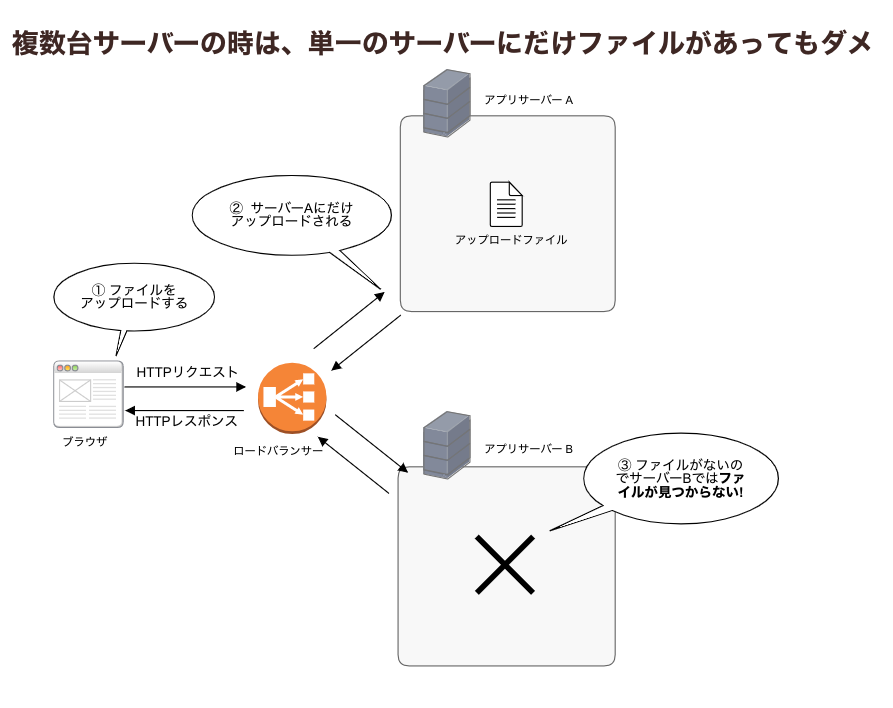 複数台サーバーの時は、単一のサーバーにだけファイルがあってもダメ
アプリサーバー A
② サーバーAにだけ
アップロードされる
アップロードファイル
① ファイルを
アップロードする
HTTPリクエスト
HTTPレスポンス
ブラウザ
ロードバランサー
アプリサーバー B
③ ファイルがないの
でサーバーBではファ
イルが見つからない!